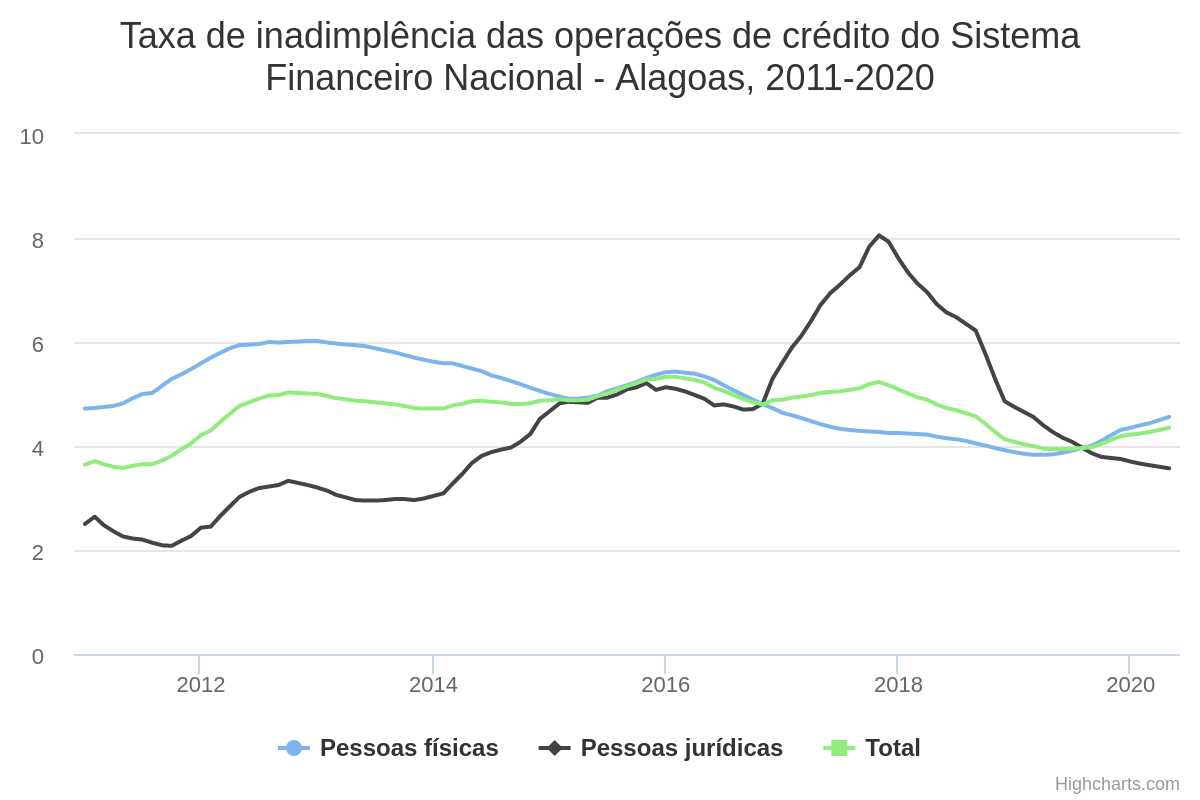 Taxa de inadimplência das operações de crédito do Sistema
Financeiro Nacional - Alagoas, 2011-2020
10
8
6
4
2
0
2012 2014 2016 2018 2020
Pessoas físicas Pessoas jurídicas Total
Highcharts.com